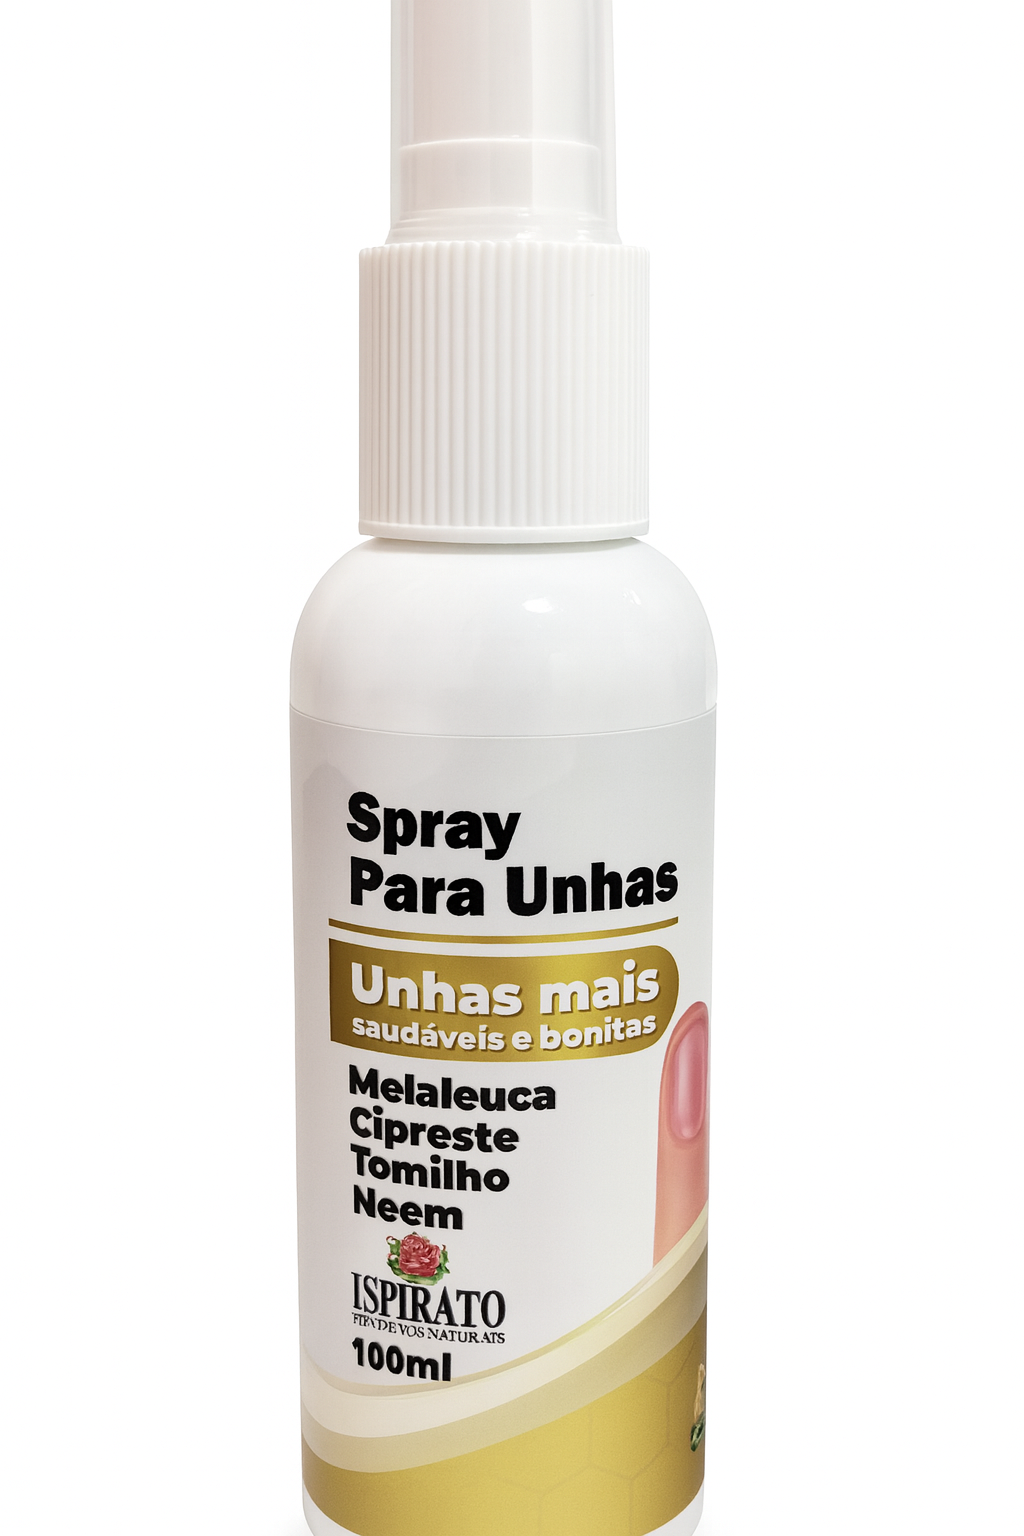 Spray
Para Unhas
Unhas mais
saudáveis e bonitas
Melaleuca
Cipreste
Tomilho
Neem
ISPIRATO
100ml